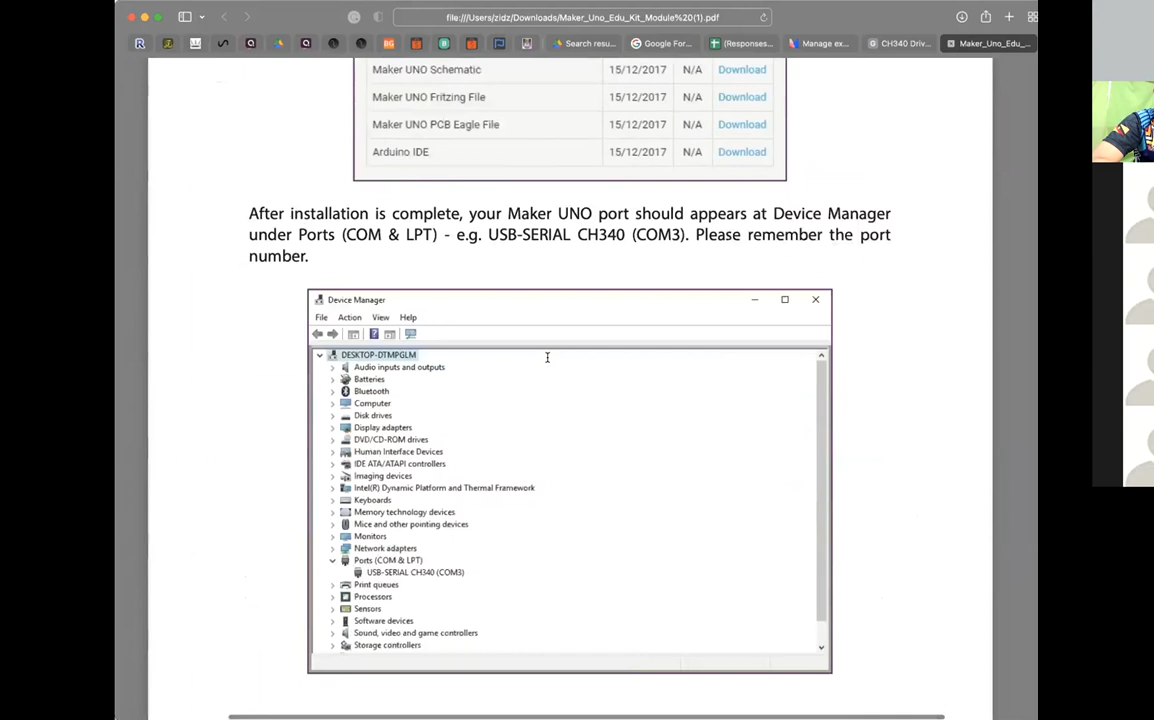 file:///Users/zidz/Downloads/Maker_Uno_Edu_Kit_Module%20(1).pdf
Search resu...
Google For...
(Responses...
Manage ex...
CH340 Driv...
Maker_Uno_Edu_...
Maker UNO Schematic 15/12/2017 N/A Download
Maker UNO Fritzing File 15/12/2017 N/A Download
Maker UNO PCB Eagle File 15/12/2017 N/A Download
Arduino IDE 15/12/2017 N/A Download
After installation is complete, your Maker UNO port should appears at Device Manager
under Ports (COM & LPT) - e.g. USB-SERIAL CH340 (COM3). Please remember the port
number.
Device Manager
File Action View Help
DESKTOP-DTMPGLM
Audio inputs and outputs
Batteries
Bluetooth
Computer
Disk drives
Display adapters
DVD/CD-ROM drives
Human Interface Devices
IDE ATA/ATAPI controllers
Imaging devices
Intel(R) Dynamic Platform and Thermal Framework
Keyboards
Memory technology devices
Mice and other pointing devices
Monitors
Network adapters
Ports (COM & LPT)
USB-SERIAL CH340 (COM3)
Print queues
Processors
Sensors
Software devices
Sound, video and game controllers
Storage controllers